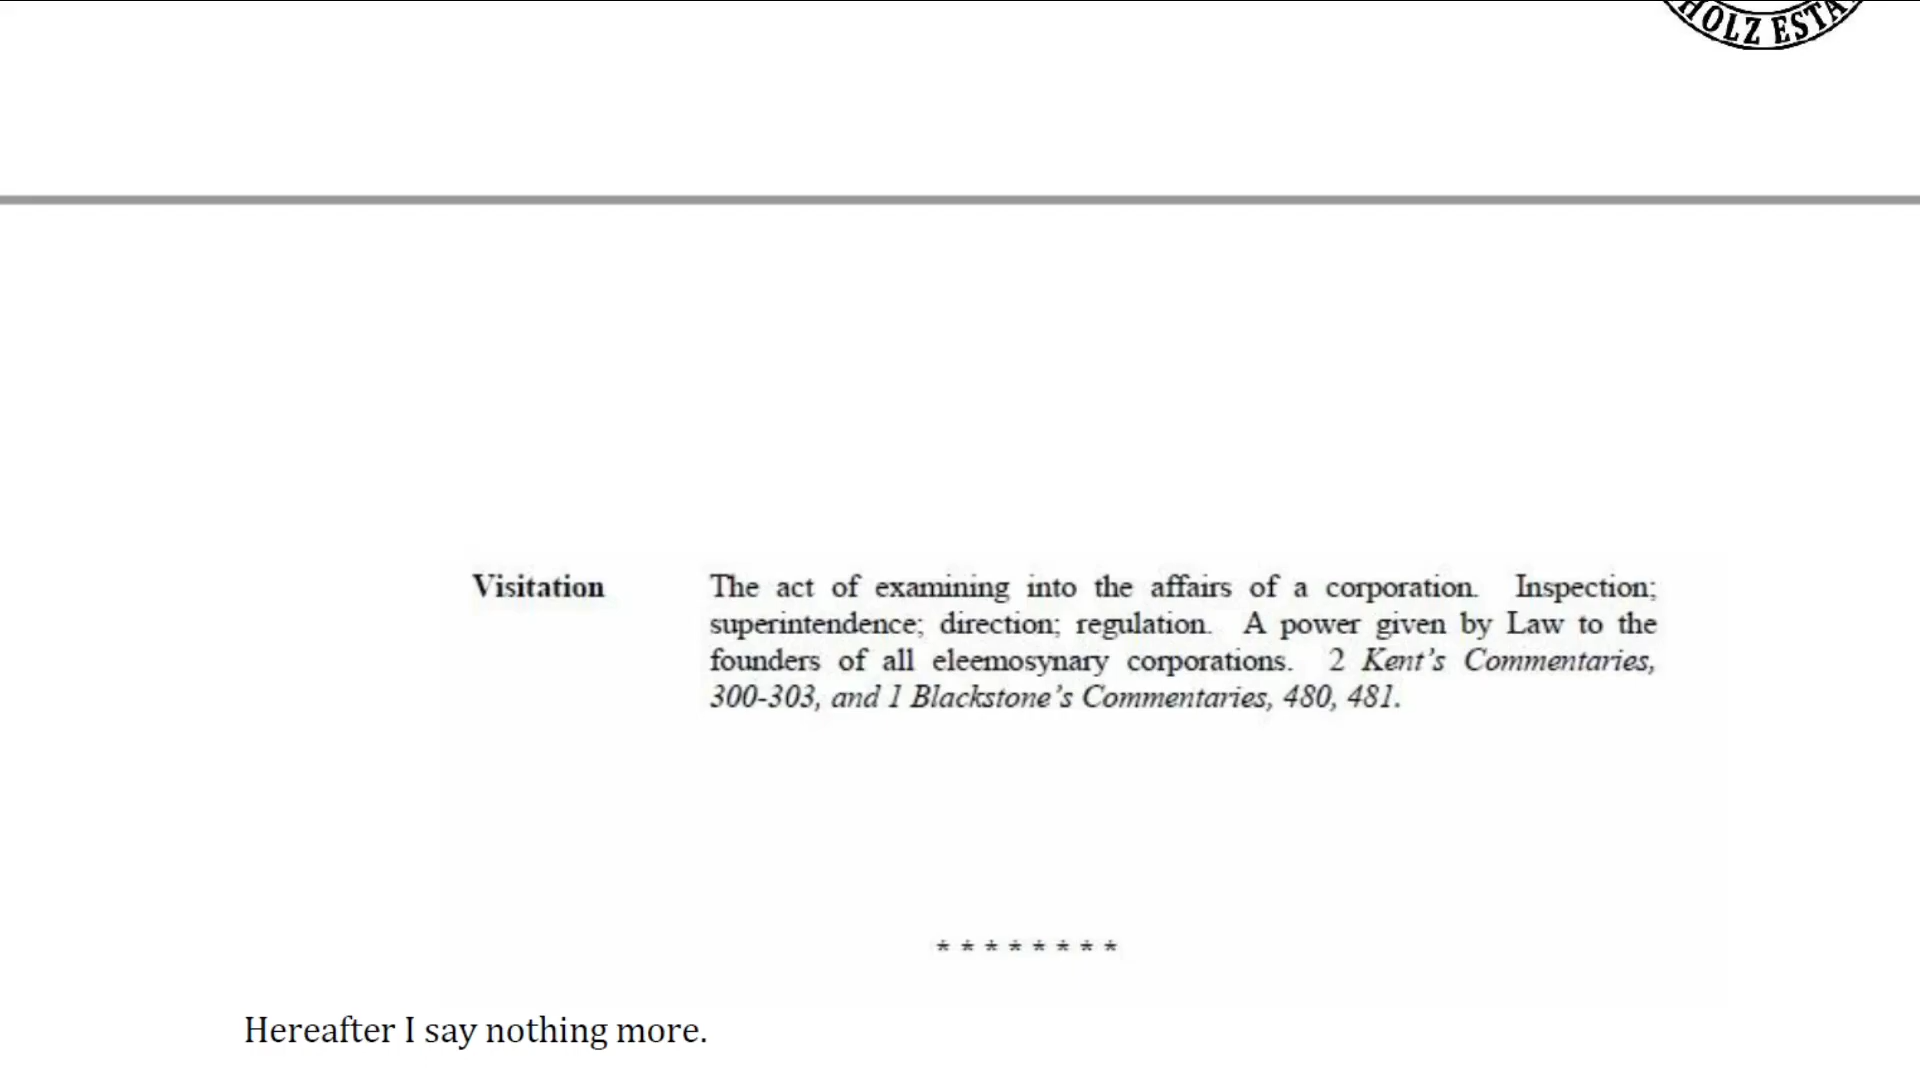 HOLZ ESTA
Visitation The act of examining into the affairs of a corporation. Inspection;
superintendence; direction; regulation. A power given by Law to the
founders of all eleemosynary corporations. 2 Kent's Commentaries,
300-303, and 1 Blackstone's Commentaries, 480, 481.
* * * * * * * *
Hereafter I say nothing more.